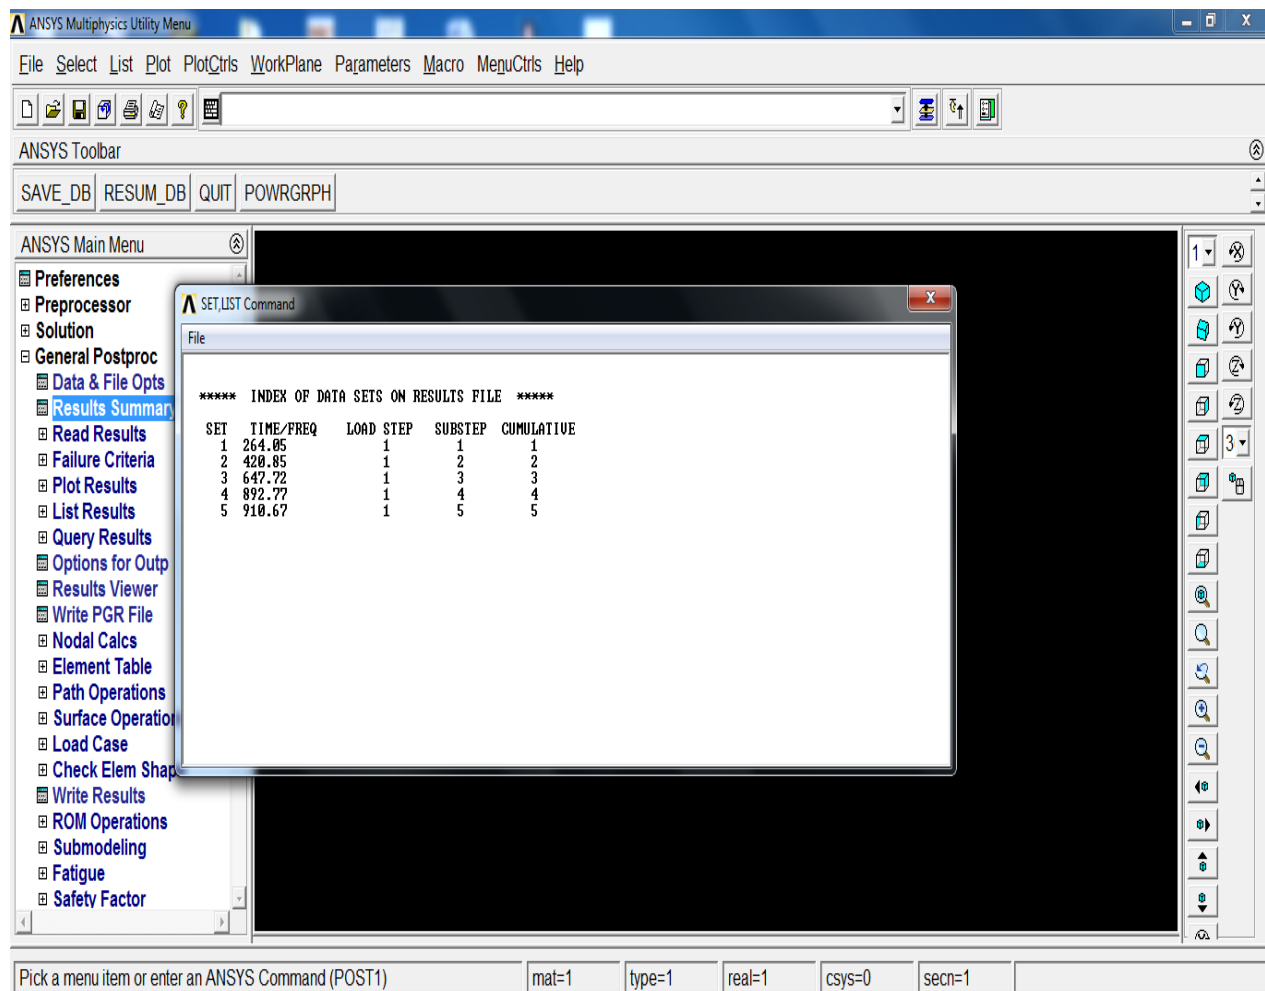 ANSYS Multiphysics Utility Menu
File Select List Plot PlotCtrls WorkPlane Parameters Macro MenuCtrls Help
ANSYS Toolbar
SAVE_DB RESUM_DB QUIT POWRGRPH
ANSYS Main Menu
Preferences
Preprocessor
Solution
General Postproc
Data & File Opts
Results Summary
Read Results
Failure Criteria
Plot Results
List Results
Query Results
Options for Outp
Results Viewer
Write PGR File
Nodal Calcs
Element Table
Path Operations
Surface Operation
Load Case
Check Elem Shap
Write Results
ROM Operations
Submodeling
Fatigue
Safety Factor
SET,LIST Command
File
***** INDEX OF DATA SETS ON RESULTS FILE *****
SET TIME/FREQ LOAD STEP SUBSTEP CUMULATIVE
1 264.05 1 1 1
2 420.85 1 2 2
3 647.72 1 3 3
4 892.77 1 4 4
5 910.67 1 5 5
1
3
Pick a menu item or enter an ANSYS Command (POST1) mat=1 type=1 real=1 csys=0 secn=1